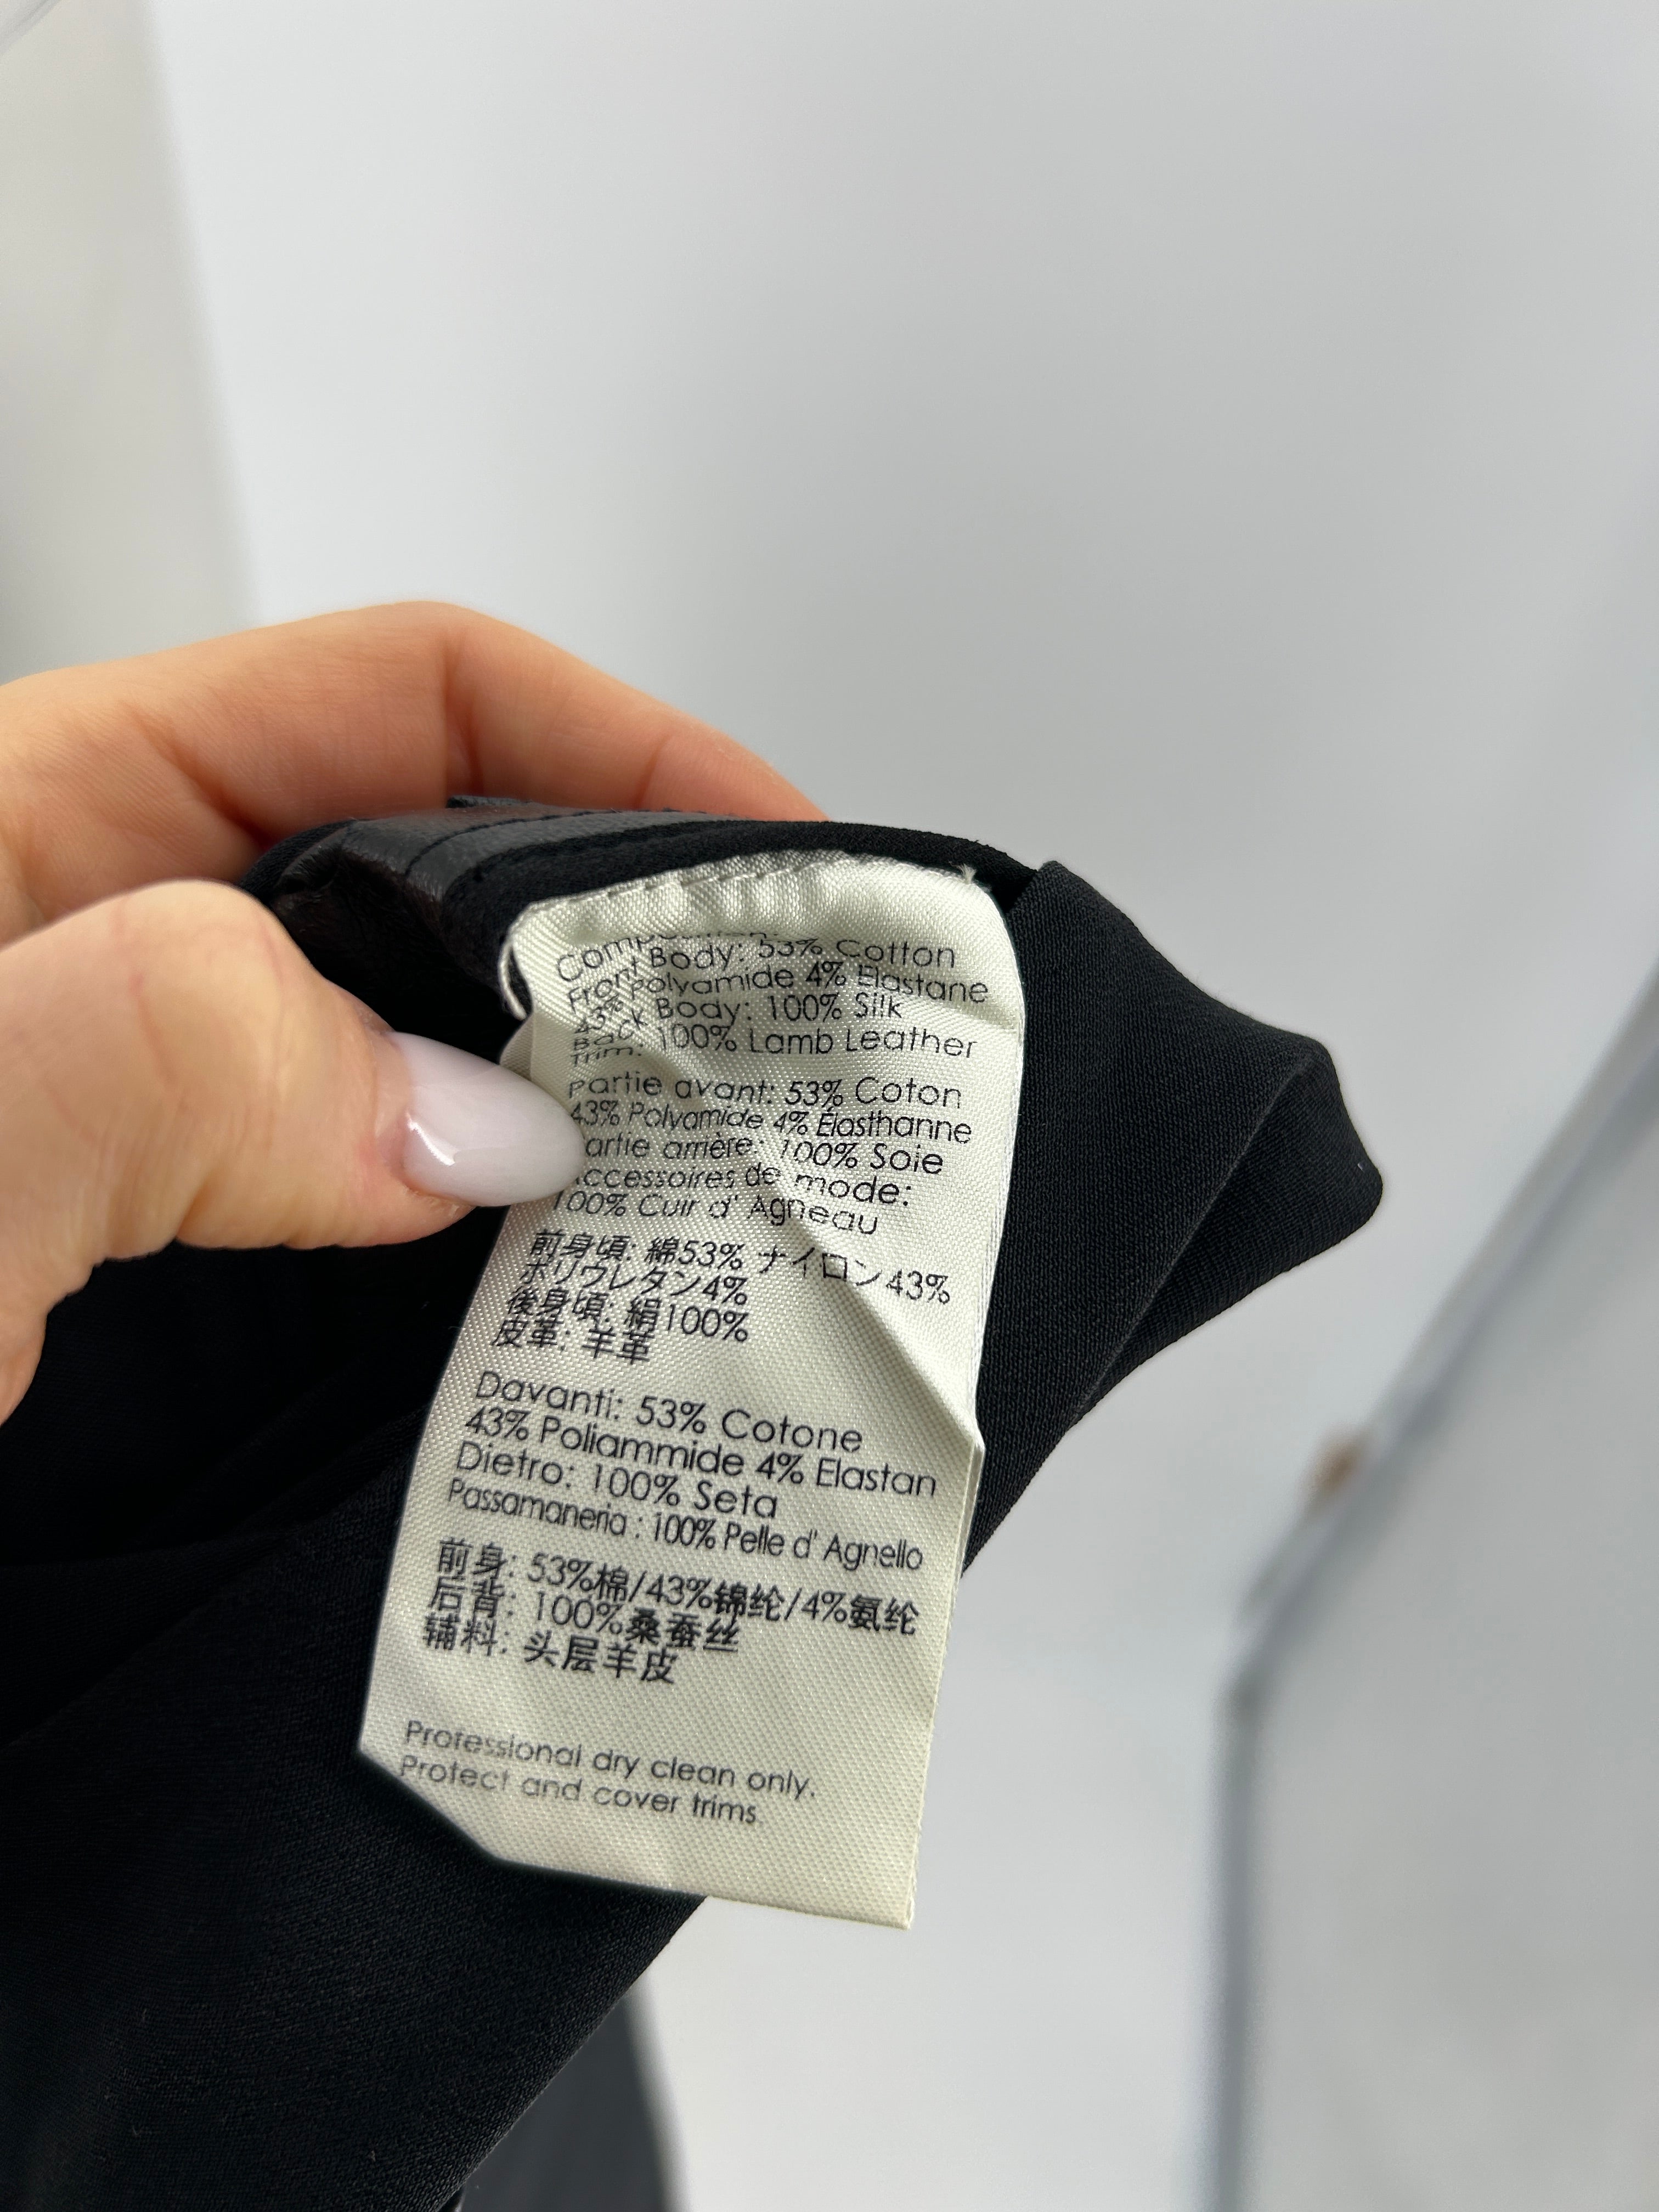 Composition:
Front Body: 53% Cotton
43% Polyamide 4% Elastane
Back Body: 100% Silk
Trim: 100% Lamb Leather
Partie avant: 53% Coton
43% Polyamide 4% Élasthanne
artie arrière: 100% Soie
ccessoires de mode:
100% Cuir d' Agneau
前身頃: 綿53% ナイロン43%
ポリウレタン4%
後身頃: 絹100%
皮革: 羊革
Davanti: 53% Cotone
43% Poliammide 4% Elastan
Dietro: 100% Seta
Passamaneria : 100% Pelle d' Agnello
前身: 53%棉/43%锦纶/4%氨纶
后背: 100%桑蚕丝
辅料: 头层羊皮
Professional dry clean only.
Protect and cover trims.